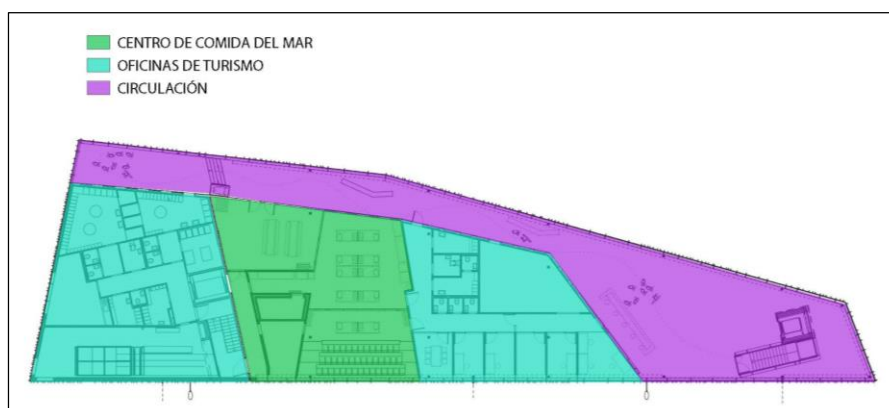 CENTRO DE COMIDA DEL MAR
OFICINAS DE TURISMO
CIRCULACIÓN